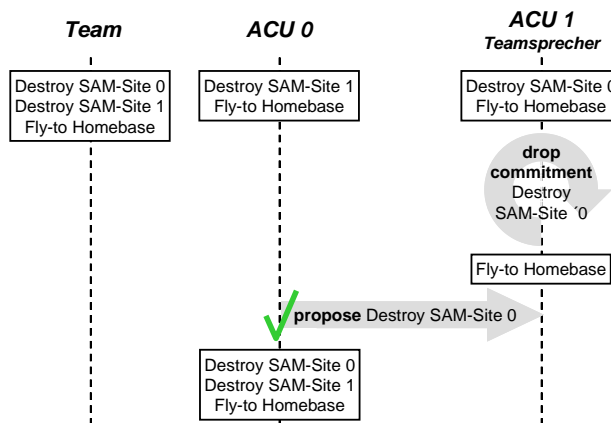 Team
ACU 0
ACU 1
Teamsprecher
Destroy SAM-Site 0
Destroy SAM-Site 1
Fly-to Homebase
Destroy SAM-Site 1
Fly-to Homebase
Destroy SAM-Site 0
Fly-to Homebase
drop
commitment
Destroy
SAM-Site ´0
Fly-to Homebase
propose Destroy SAM-Site 0
Destroy SAM-Site 0
Destroy SAM-Site 1
Fly-to Homebase